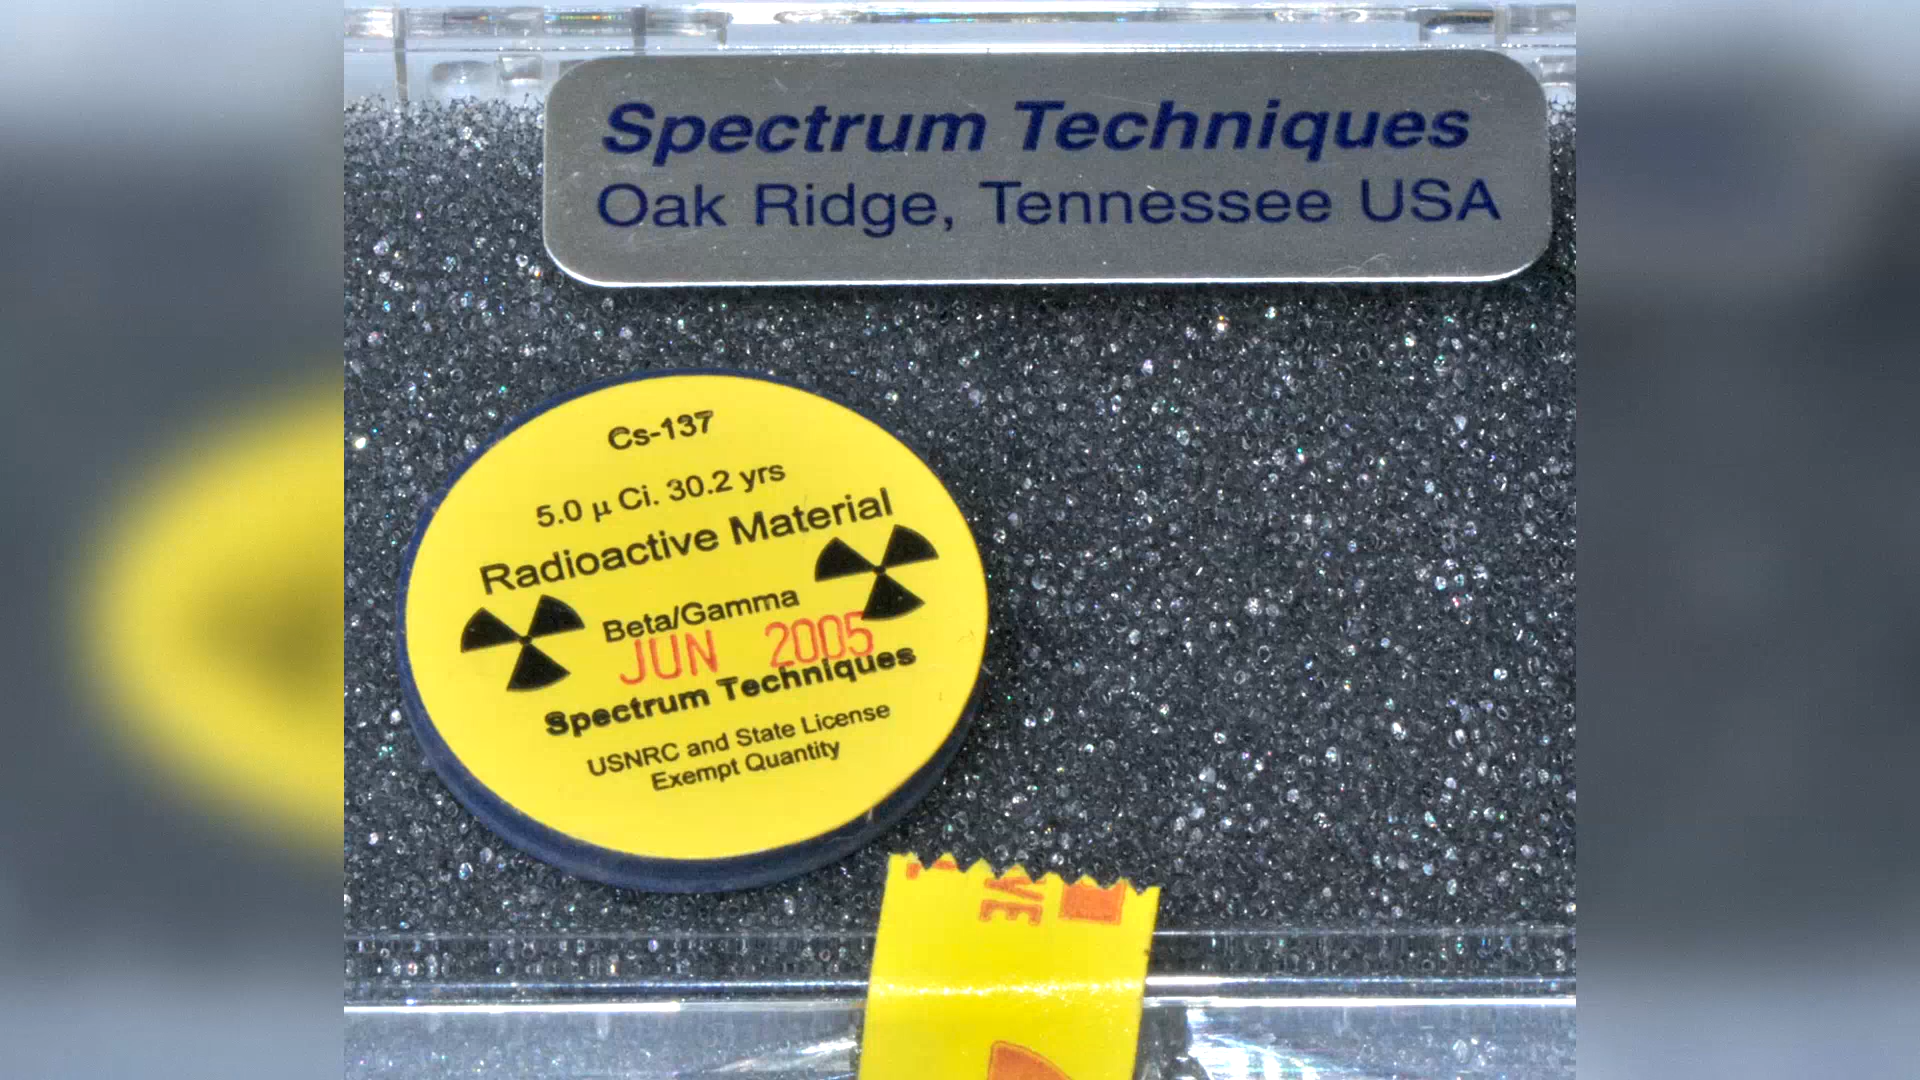 Spectrum Techniques
Oak Ridge, Tennessee USA
Cs-137
5.0 μ Ci. 30.2 yrs
Radioactive Material
Beta/Gamma
JUN 2005
Spectrum Techniques
USNRC and State License
Exempt Quantity